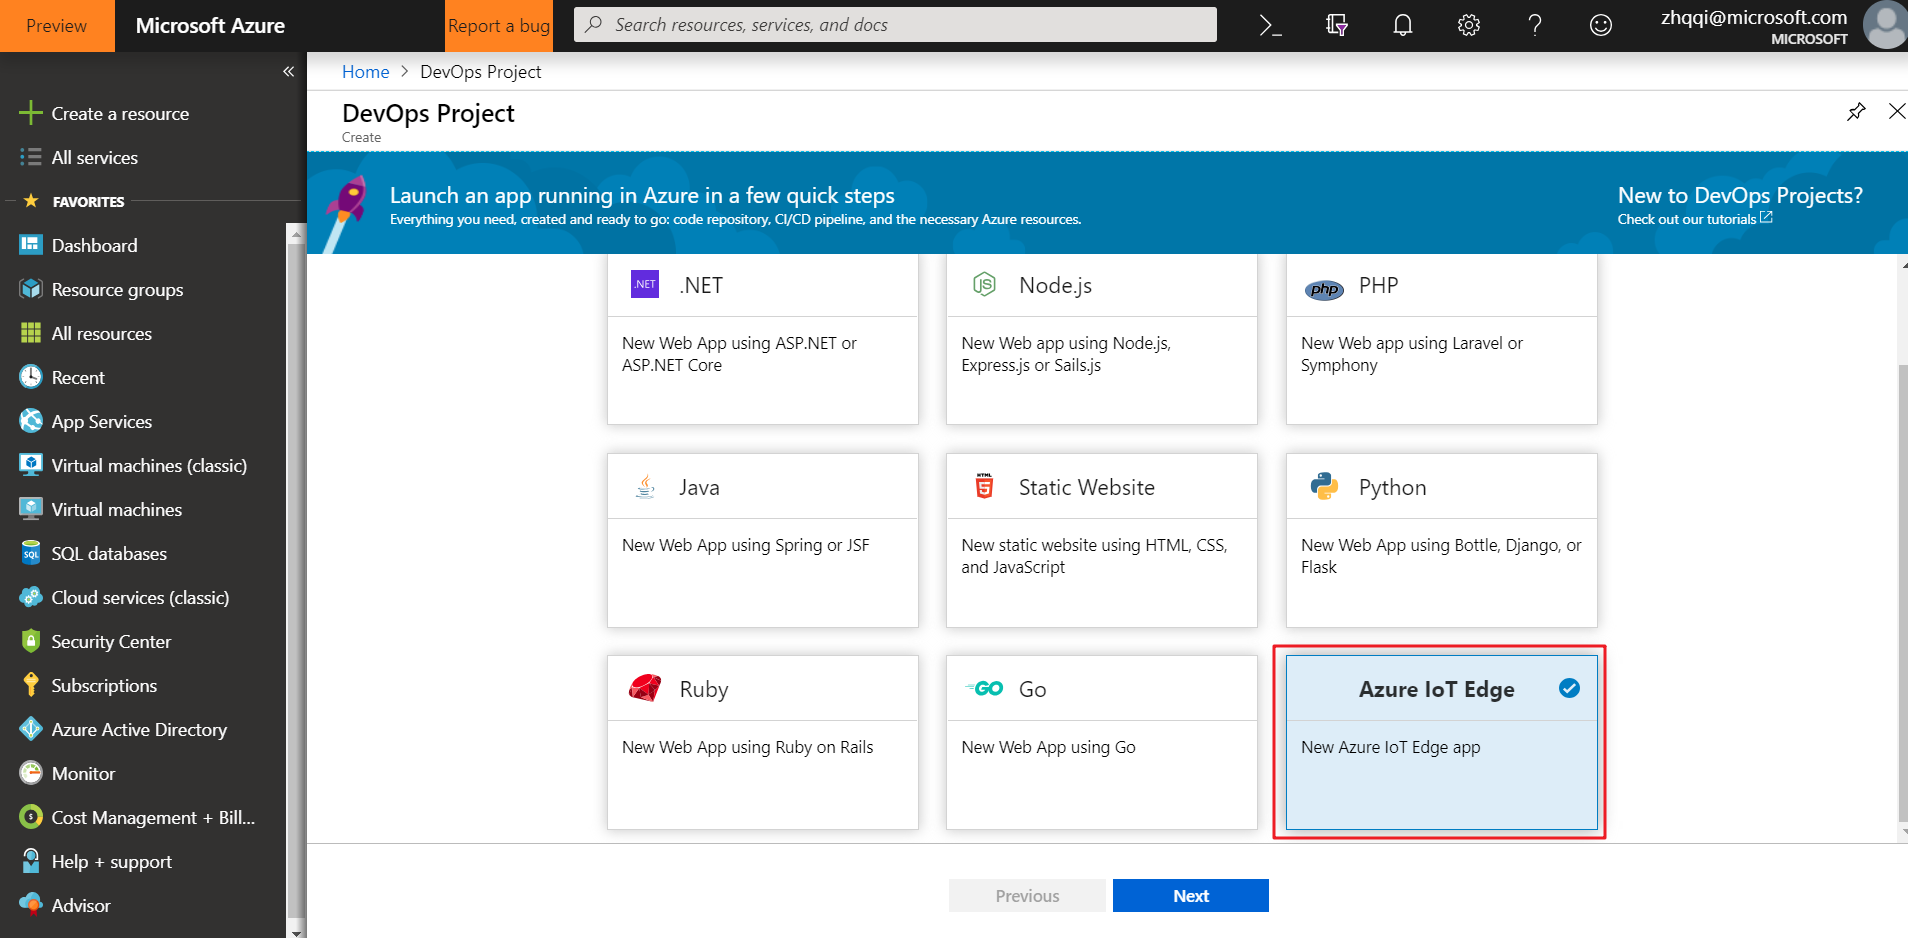 Preview
Microsoft Azure
Report a bug
Search resources, services, and docs
zhqqi@microsoft.com
MICROSOFT
Create a resource
All services
FAVORITES
Dashboard
Resource groups
All resources
Recent
App Services
Virtual machines (classic)
Virtual machines
SQL databases
Cloud services (classic)
Security Center
Subscriptions
Azure Active Directory
Monitor
Cost Management + Bill...
Help + support
Advisor
Home > DevOps Project
DevOps Project
Create
Launch an app running in Azure in a few quick steps
Everything you need, created and ready to go: code repository, CI/CD pipeline, and the necessary Azure resources.
New to DevOps Projects?
Check out our tutorials
.NET
.NET
New Web App using ASP.NET or
ASP.NET Core
JS
Node.js
New Web app using Node.js,
Express.js or Sails.js
php
PHP
New Web app using Laravel or
Symphony
Java
New Web App using Spring or JSF
HTML
5
Static Website
New static website using HTML, CSS,
and JavaScript
Python
New Web App using Bottle, Django, or
Flask
Ruby
New Web App using Ruby on Rails
GO
Go
New Web App using Go
Azure IoT Edge
New Azure IoT Edge app
Previous
Next